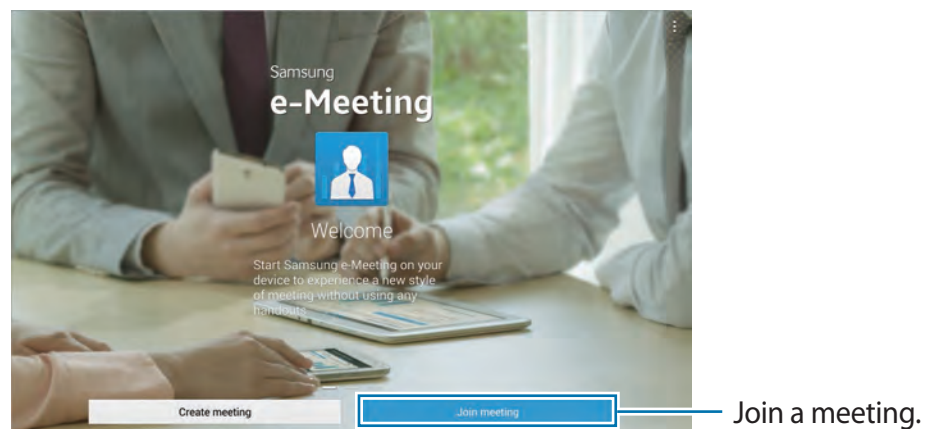 Samsung
e-Meeting
Welcome
Start Samsung e-Meeting on your
device to experience a new style
of meeting without using any
handouts
Create meeting
Join meeting
Join a meeting.